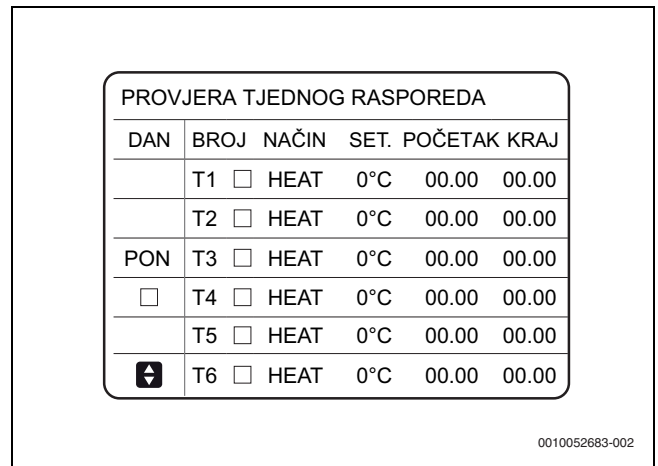 PROVJERA TJEDNOG RASPOREDA
DAN BROJ NAČIN SET. POČETAK KRAJ
T1 ☐ HEAT 0°C 00.00 00.00
T2 ☐ HEAT 0°C 00.00 00.00
PON T3 ☐ HEAT 0°C 00.00 00.00
☐ T4 ☐ HEAT 0°C 00.00 00.00
T5 ☐ HEAT 0°C 00.00 00.00
T6 ☐ HEAT 0°C 00.00 00.00
0010052683-002